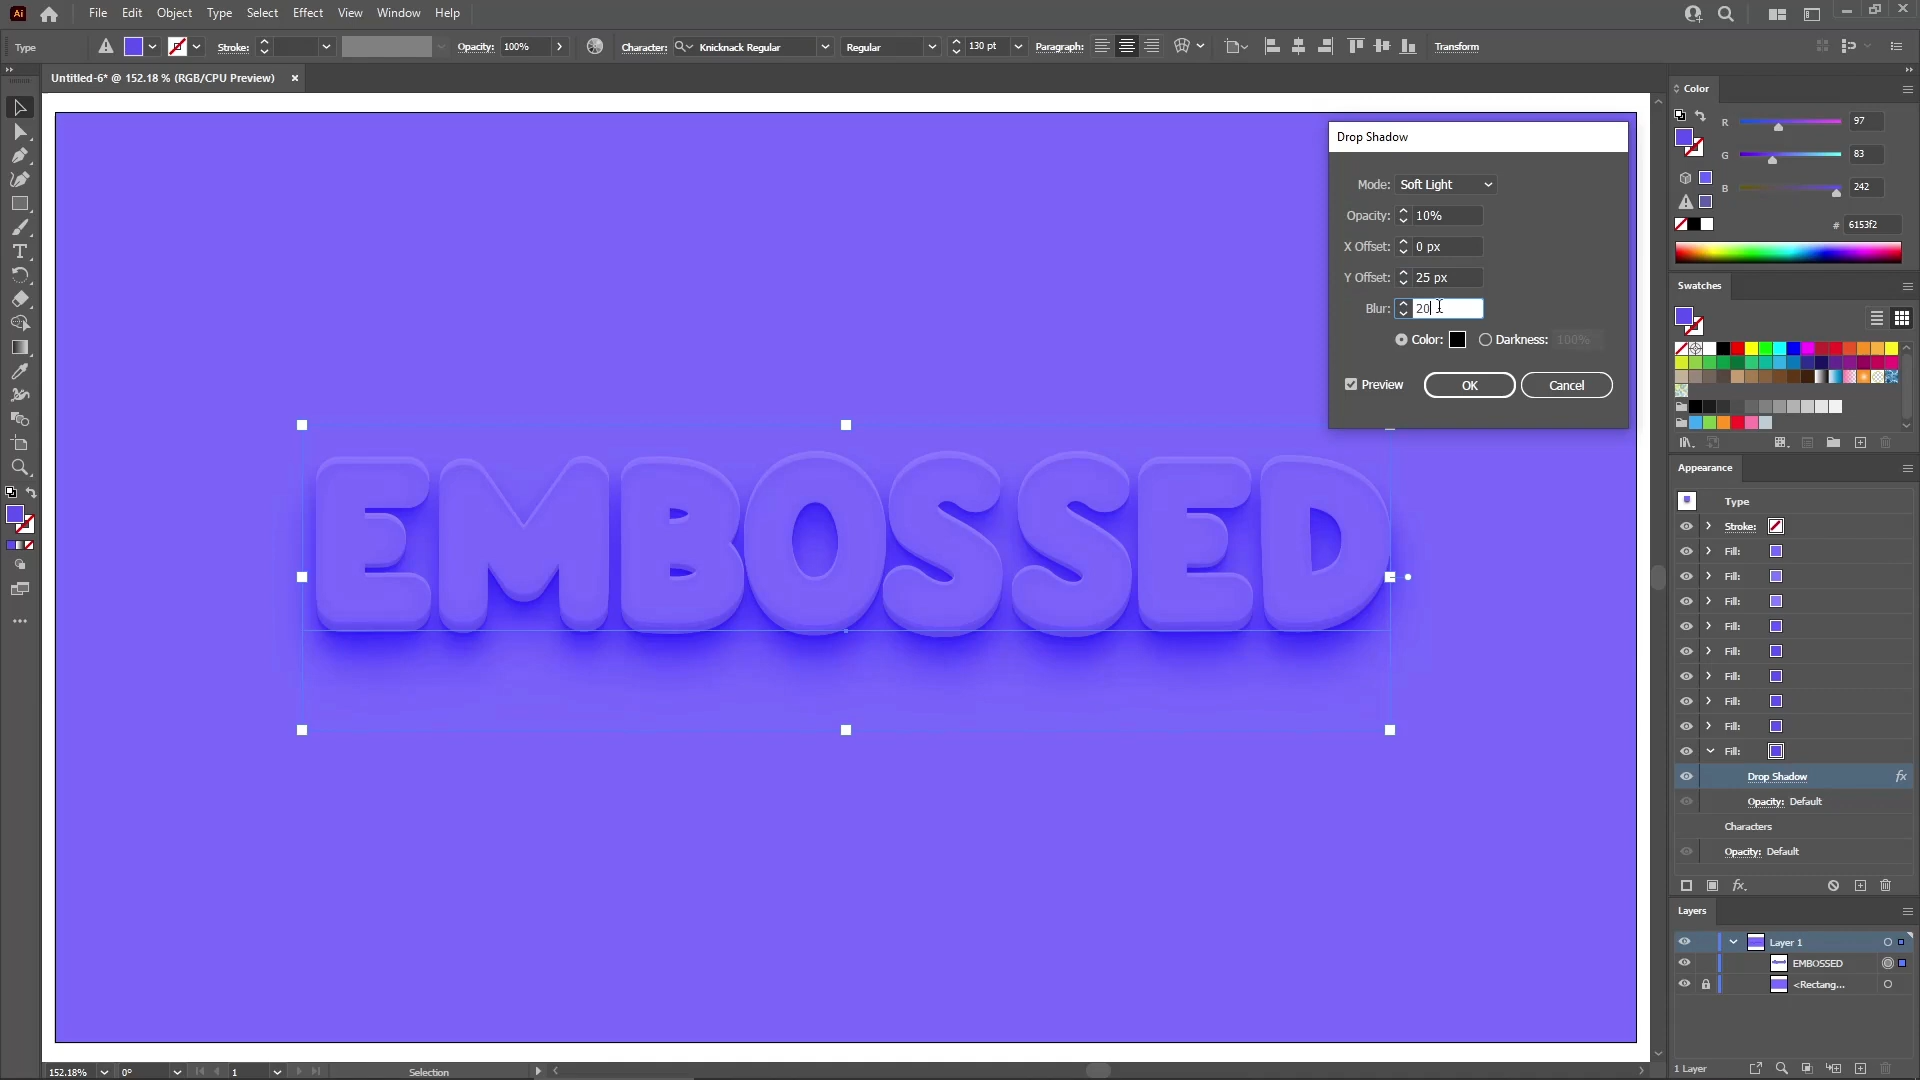 Ai File Edit Object Type Select Effect View Window Help
Type Stroke: Opacity: 100% Character: Knicknack Regular Regular 130 pt Paragraph: Transform
Untitled-6* @ 152.18 % (RGB/CPU Preview) ×
Drop Shadow
Mode: Soft Light
Opacity: 10%
X Offset: 0 px
Y Offset: 25 px
Blur: 20
Color: Darkness: 100%
Preview OK Cancel
EMBOSSED
Color
R 97
G 83
B 242
# 6153f2
Swatches
Appearance
Type
Stroke:
Fill:
Fill:
Fill:
Fill:
Fill:
Fill:
Fill:
Fill:
Fill:
Drop Shadow fx
Opacity: Default
Characters
Opacity: Default
fx.
Layers
Layer 1
EMBOSSED
<Rectang...
1 Layer
152.18% 0° 1 Selection